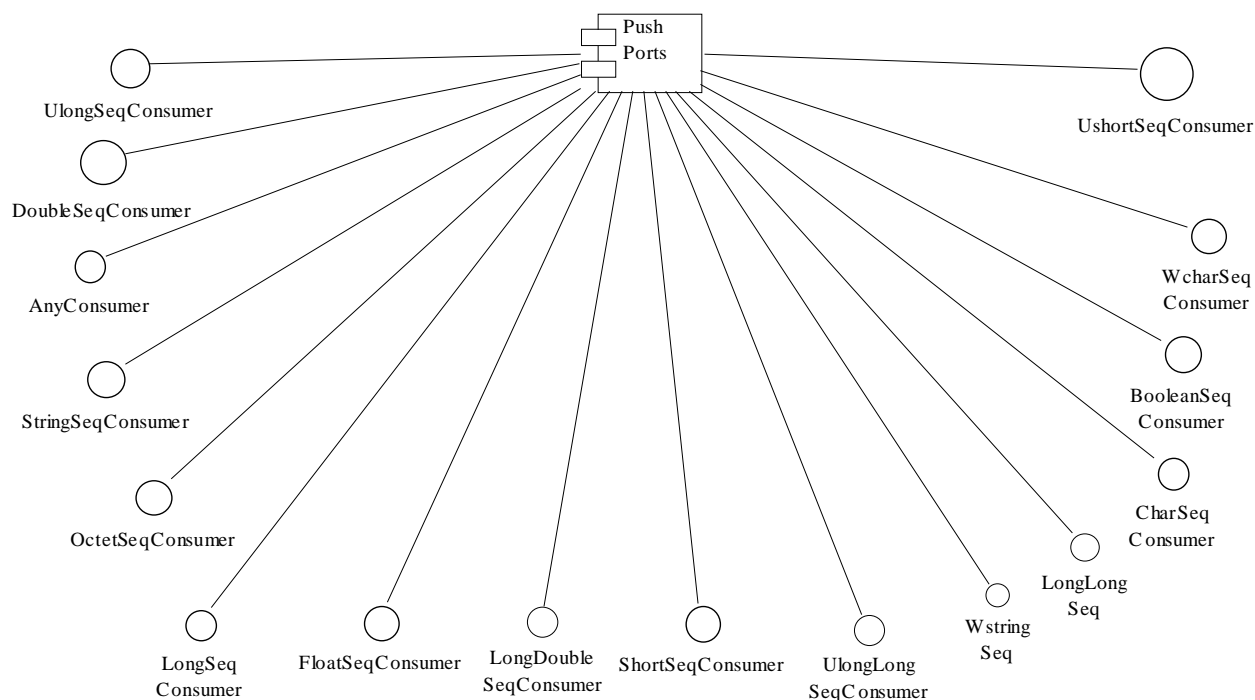 Push
Ports
UlongSeqConsumer
UshortSeqConsumer
DoubleSeqConsumer
AnyConsumer
WcharSeq
Consumer
StringSeqConsumer
BooleanSeq
Consumer
OctetSeqConsumer
CharSeq
Consumer
LongLong
Seq
Wstring
Seq
LongSeq
Consumer
FloatSeqConsumer
LongDouble
SeqConsumer
ShortSeqConsumer
UlongLong
SeqConsumer